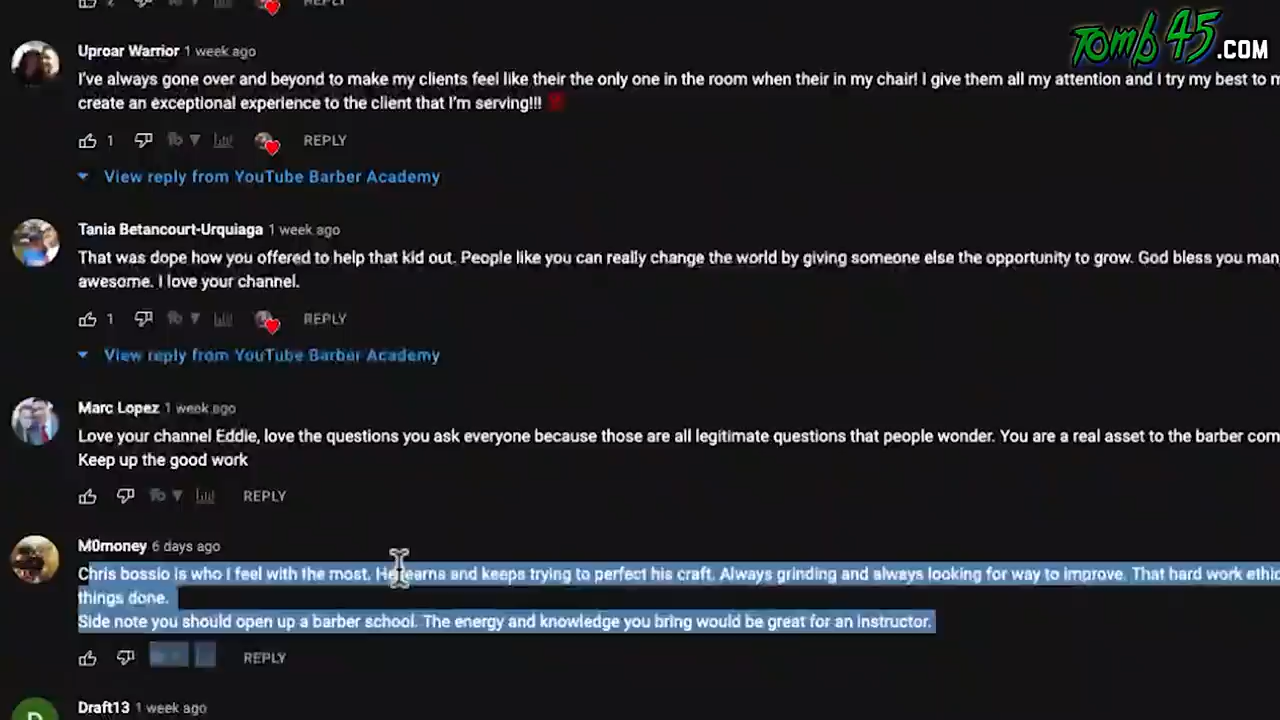 REPLY
TOMB 45.COM
Uproar Warrior 1 week ago
I've always gone over and beyond to make my clients feel like their the only one in the room when their in my chair! I give them all my attention and I try my best to
create an exceptional experience to the client that I'm serving!!!
1 REPLY
View reply from YouTube Barber Academy
Tania Betancourt-Urquiaga 1 week ago
That was dope how you offered to help that kid out. People like you can really change the world by giving someone else the opportunity to grow. God bless you man,
awesome. I love your channel.
1 REPLY
View reply from YouTube Barber Academy
Marc Lopez 1 week ago
Love your channel Eddie, love the questions you ask everyone because those are all legitimate questions that people wonder. You are a real asset to the barber com
Keep up the good work
REPLY
M0money 6 days ago
Chris bossio is who I feel with the most. He learns and keeps trying to perfect his craft. Always grinding and always looking for way to improve. That hard work ethic
things done.
Side note you should open up a barber school. The energy and knowledge you bring would be great for an instructor.
REPLY
Draft13 1 week ago
D